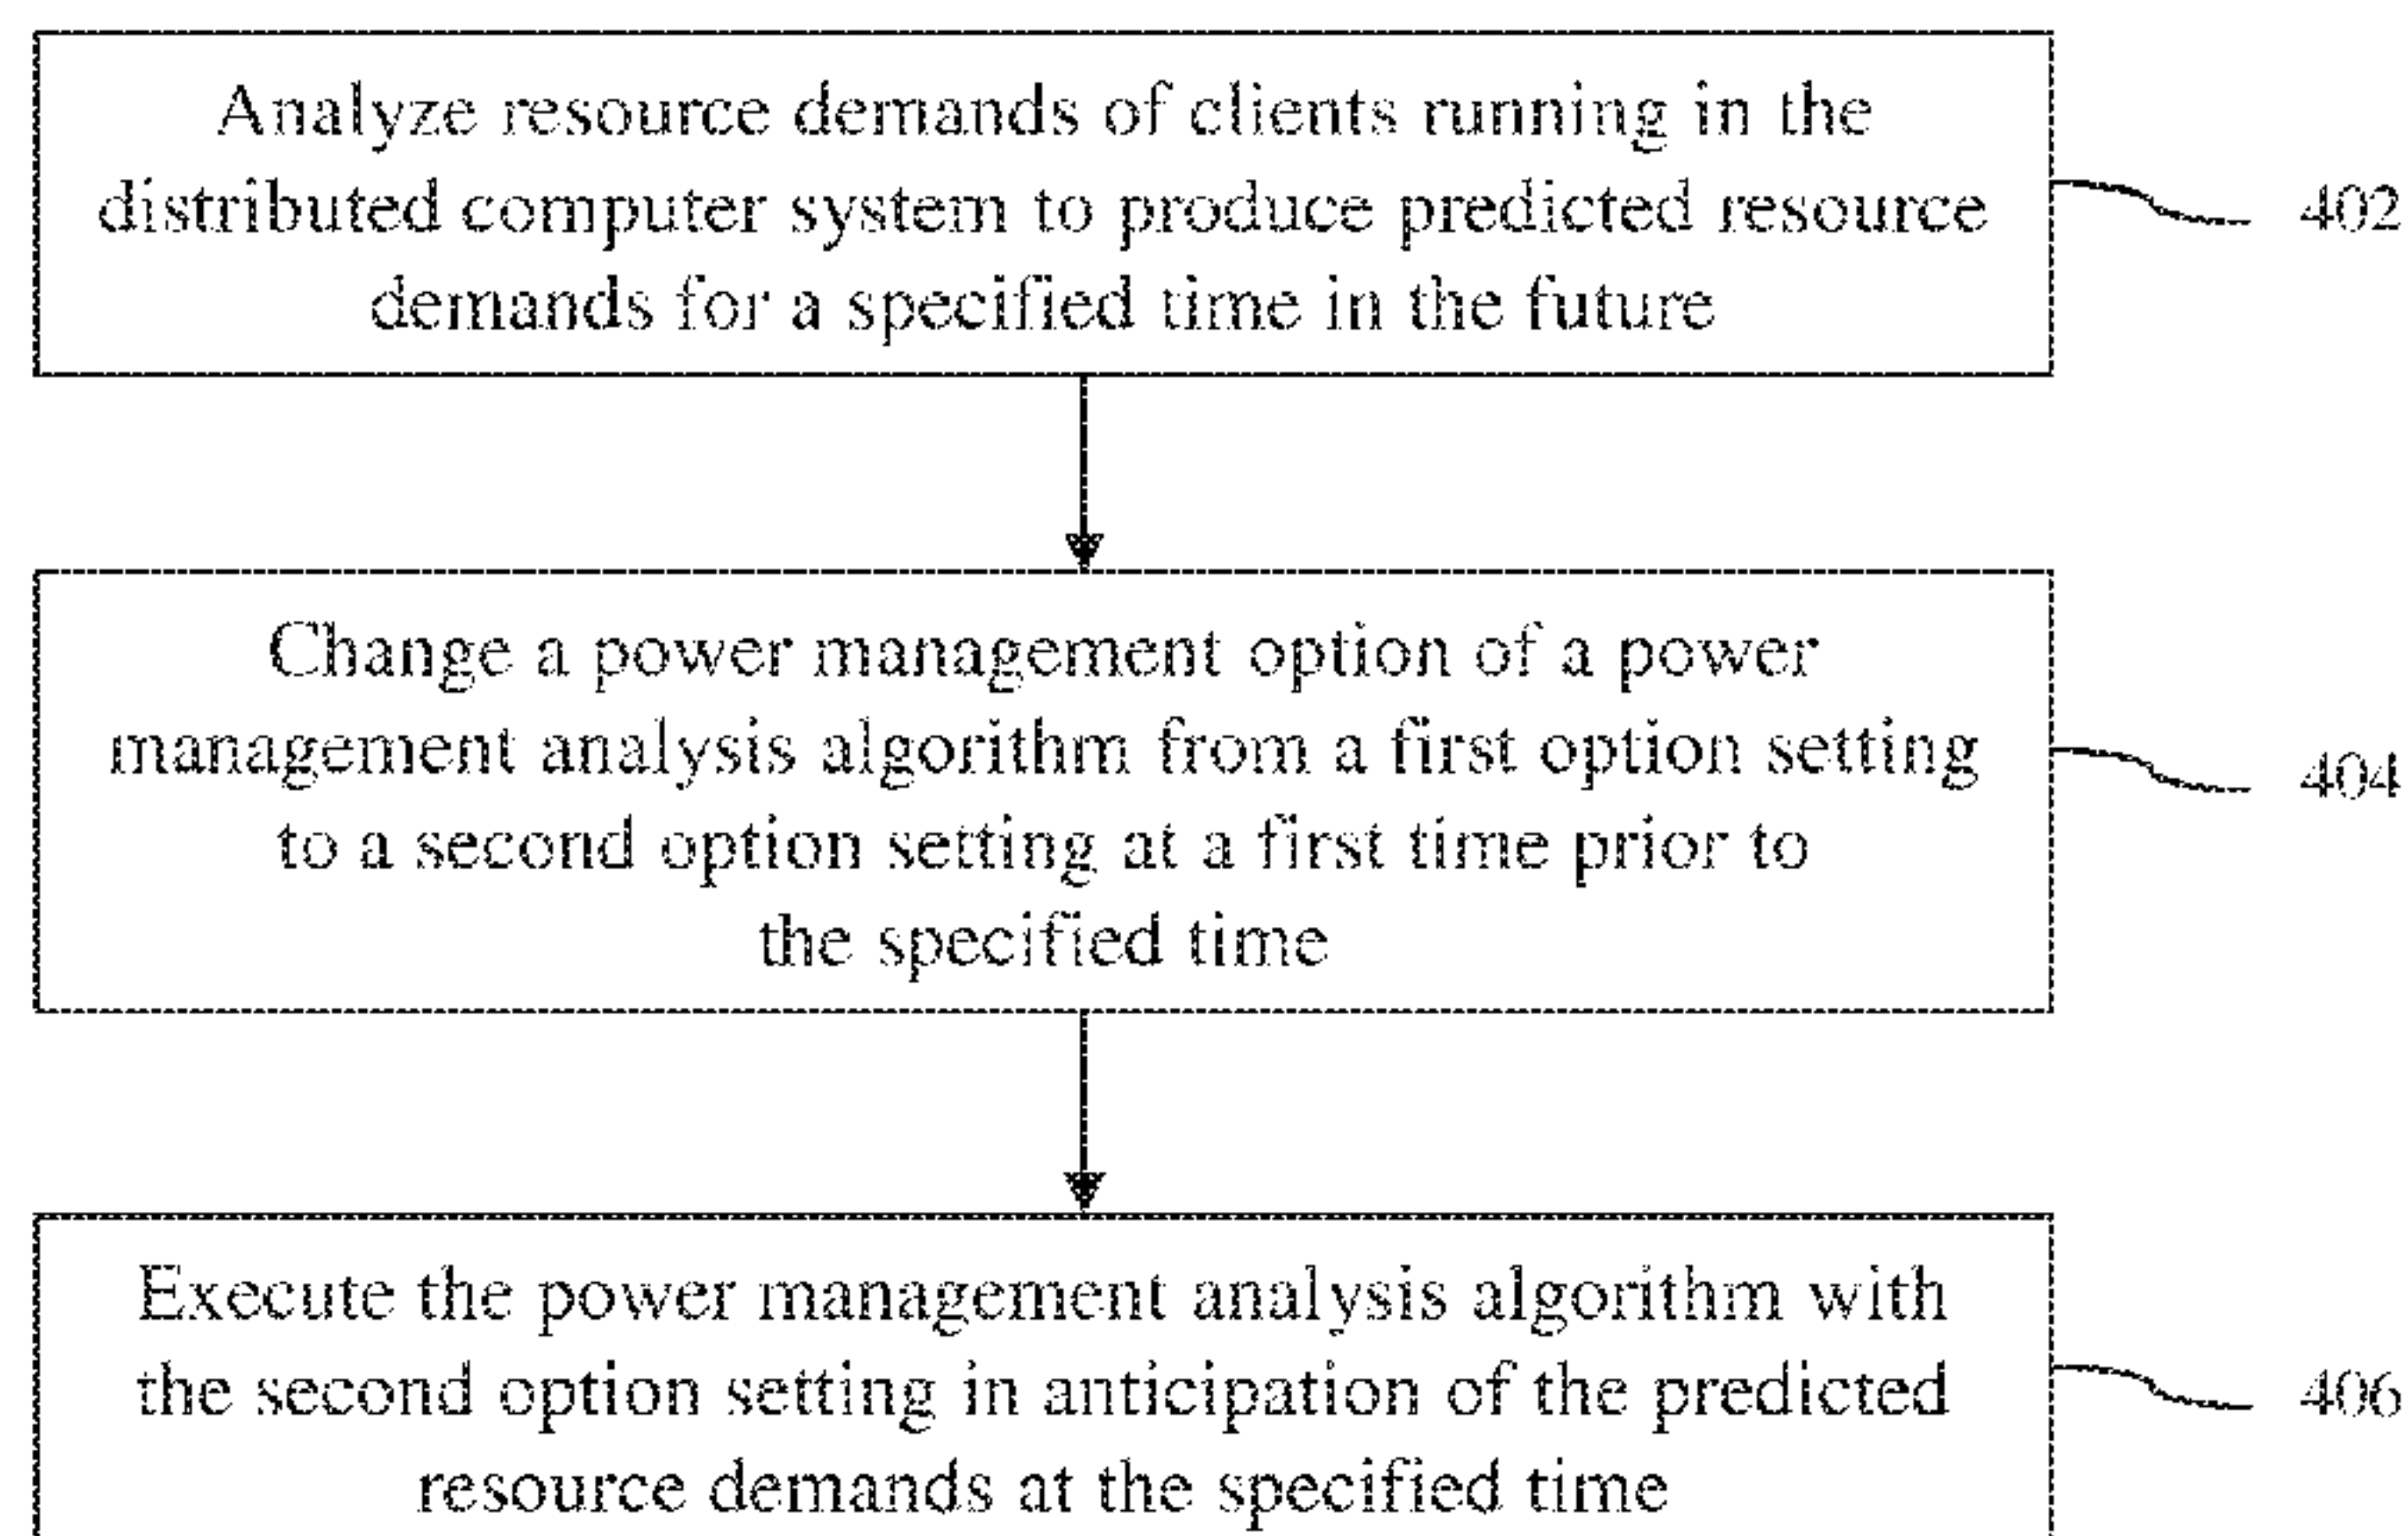 Analyze resource demands of clients running in the
distributed computer system to produce predicted resource
demands for a specified time in the future
402
Change a power management option of a power
management analysis algorithm from a first option setting
to a second option setting at a first time prior to
the specified time
404
Execute the power management analysis algorithm with
the second option setting in anticipation of the predicted
resource demands at the specified time
406